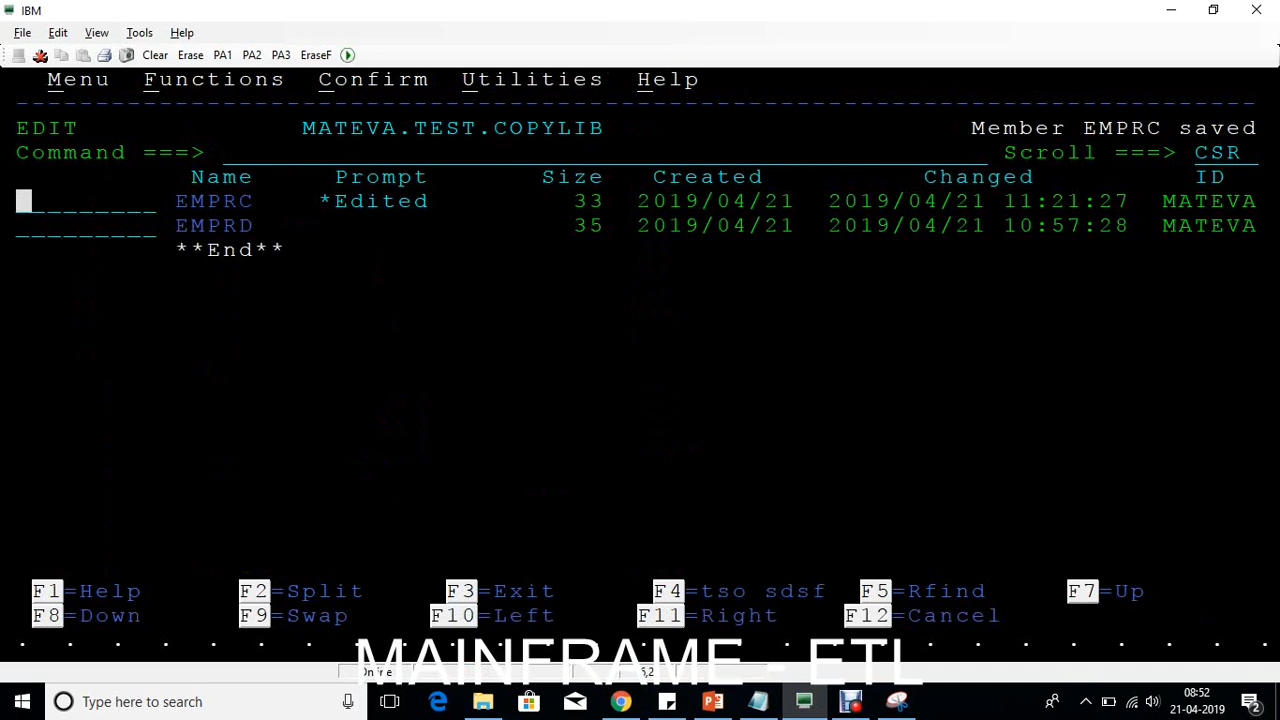 IBM
File Edit View Tools Help
Clear Erase PA1 PA2 PA3 EraseF
Menu Functions Confirm Utilities Help
EDIT MATEVA.TEST.COPYLIB Member EMPRC saved
Command ===> Scroll ===> CSR
Name Prompt Size Created Changed ID
EMPRC *Edited 33 2019/04/21 2019/04/21 11:21:27 MATEVA
EMPRD 35 2019/04/21 2019/04/21 10:57:28 MATEVA
**End**
F1=Help F2=Split F3=Exit F4=tso sdsf F5=Rfind F7=Up
F8=Down F9=Swap F10=Left F11=Right F12=Cancel
MAINFRAME - ETL
Online 6,2
Type here to search
08:52
21-04-2019
2